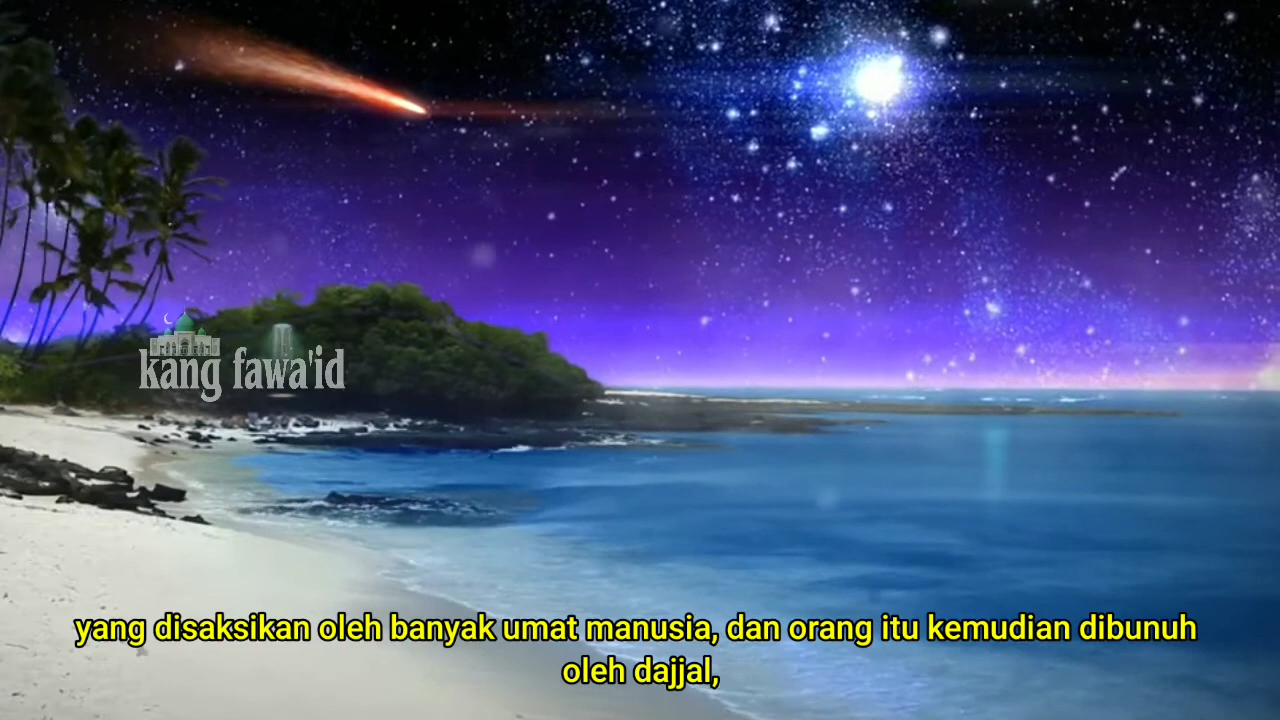 kang fawa'id
yang disaksikan oleh banyak umat manusia, dan orang itu kemudian dibunuh
oleh dajjal,